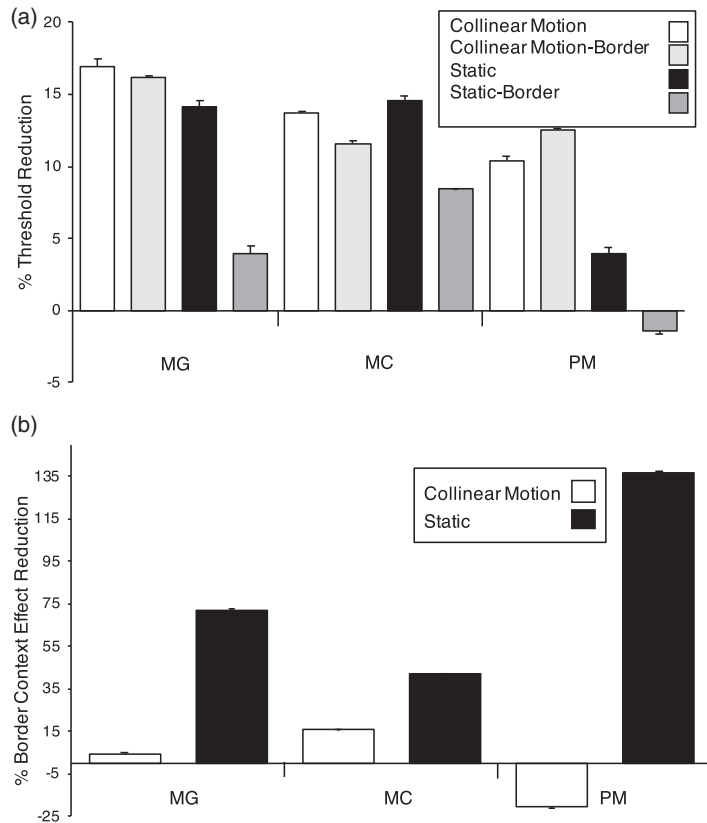 (a)
20
15
10
5
0
-5
% Threshold Reduction
Collinear Motion
Collinear Motion-Border
Static
Static-Border
MG
MC
PM
(b)
135
115
95
75
55
35
15
-5
-25
% Border Context Effect Reduction
Collinear Motion
Static
MG
MC
PM